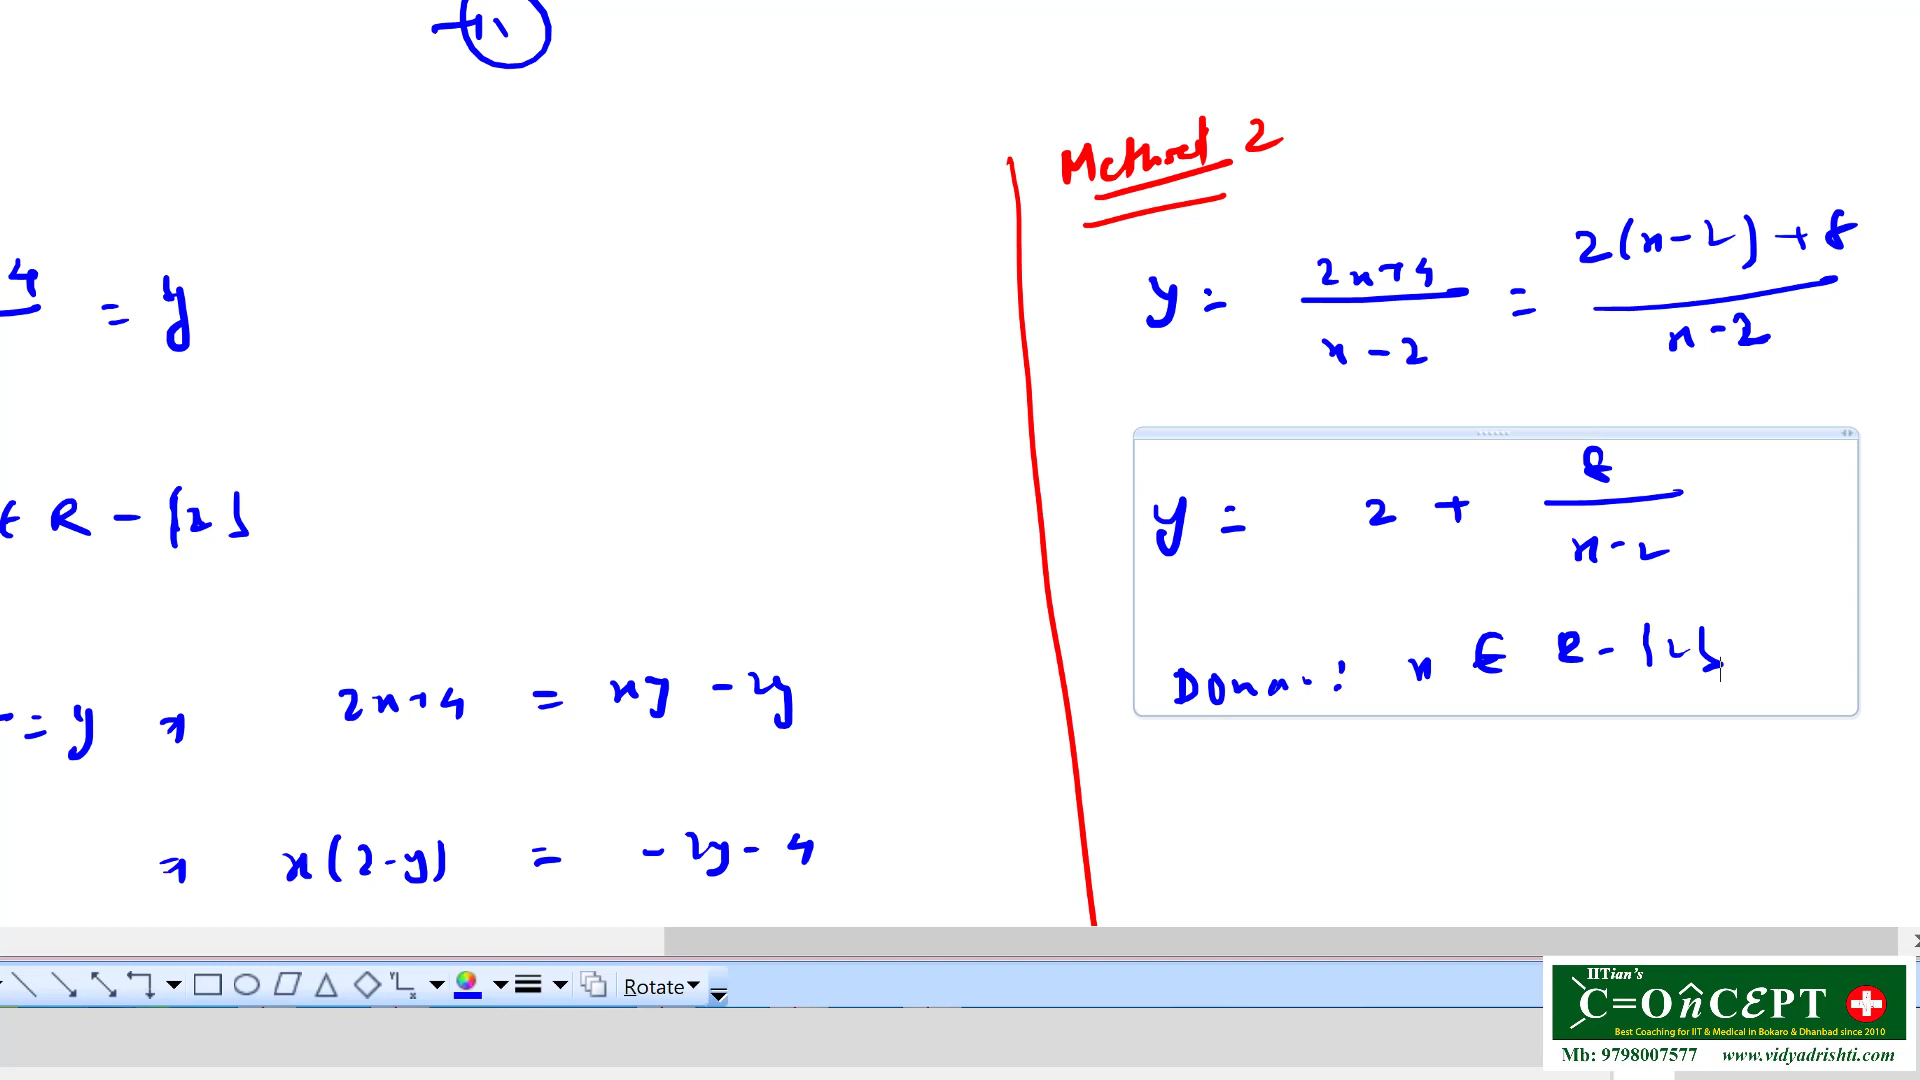 4 = y
∈ R - {2}
= y ⇒ 2x+4 = xy - 2y
⇒ x(2-y) = -2y - 4
Method 2
y = 2x+4 / x-2 = 2(x-2)+8 / x-2
y = 2 + 8 / x-2
Domain: x ∈ R - {2}
Rotate
IITian's
C=OnCEPT
Best Coaching for IIT & Medical in Bokaro & Dhanbad since 2010
Mb: 9798007577 www.vidyadrishti.com